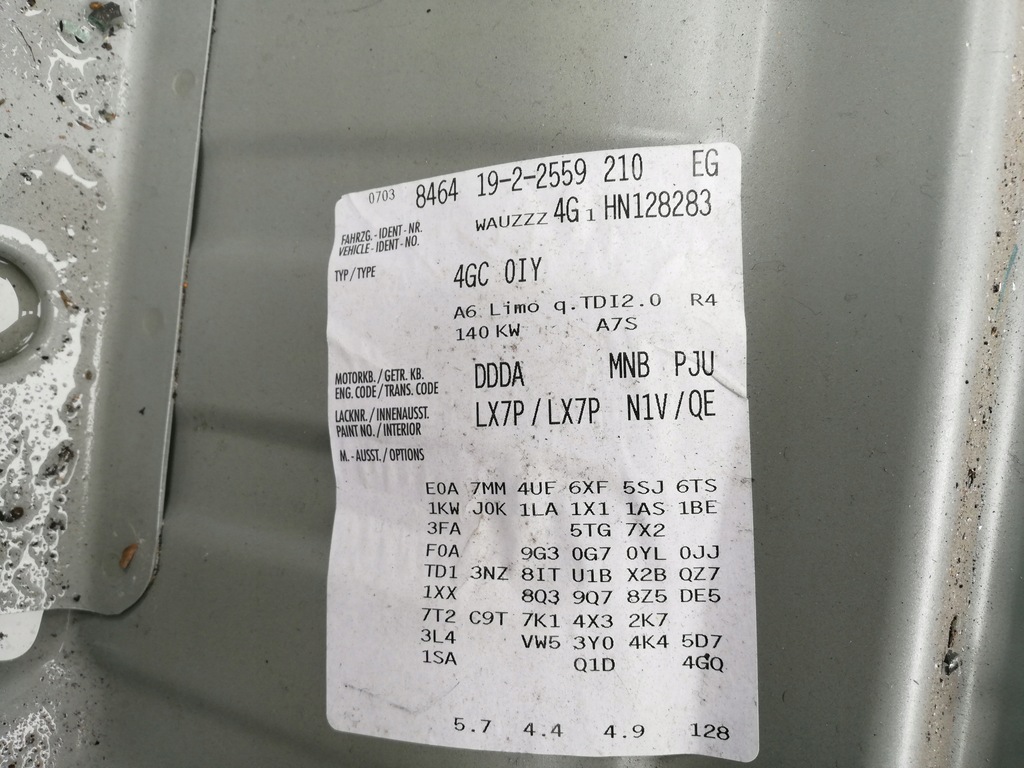 0703 8464 19-2-2559 210 EG
FAHRZG.-IDENT-NR.
VEHICLE-IDENT-NO.
WAUZZZ 4G 1 HN128283
TYP/TYPE
4GC 0IY
A6 Limo q.TDI2.0 R4
140 KW A7S
MOTORKB./GETR. KB.
ENG. CODE/TRANS. CODE
DDDA MNB PJU
LACKNR./INNENAUSST.
PAINT NO./INTERIOR
LX7P/LX7P N1V/QE
M.-AUSST./OPTIONS
E0A 7MM 4UF 6XF 5SJ 6TS
1KW J0K 1LA 1X1 1AS 1BE
3FA 5TG 7X2
F0A 9G3 0G7 0YL 0JJ
TD1 3NZ 8IT U1B X2B QZ7
1XX 8Q3 9Q7 8Z5 DE5
7T2 C9T 7K1 4X3 2K7
3L4 VW5 3Y0 4K4 5D7
1SA Q1D 4GQ
5.7 4.4 4.9 128